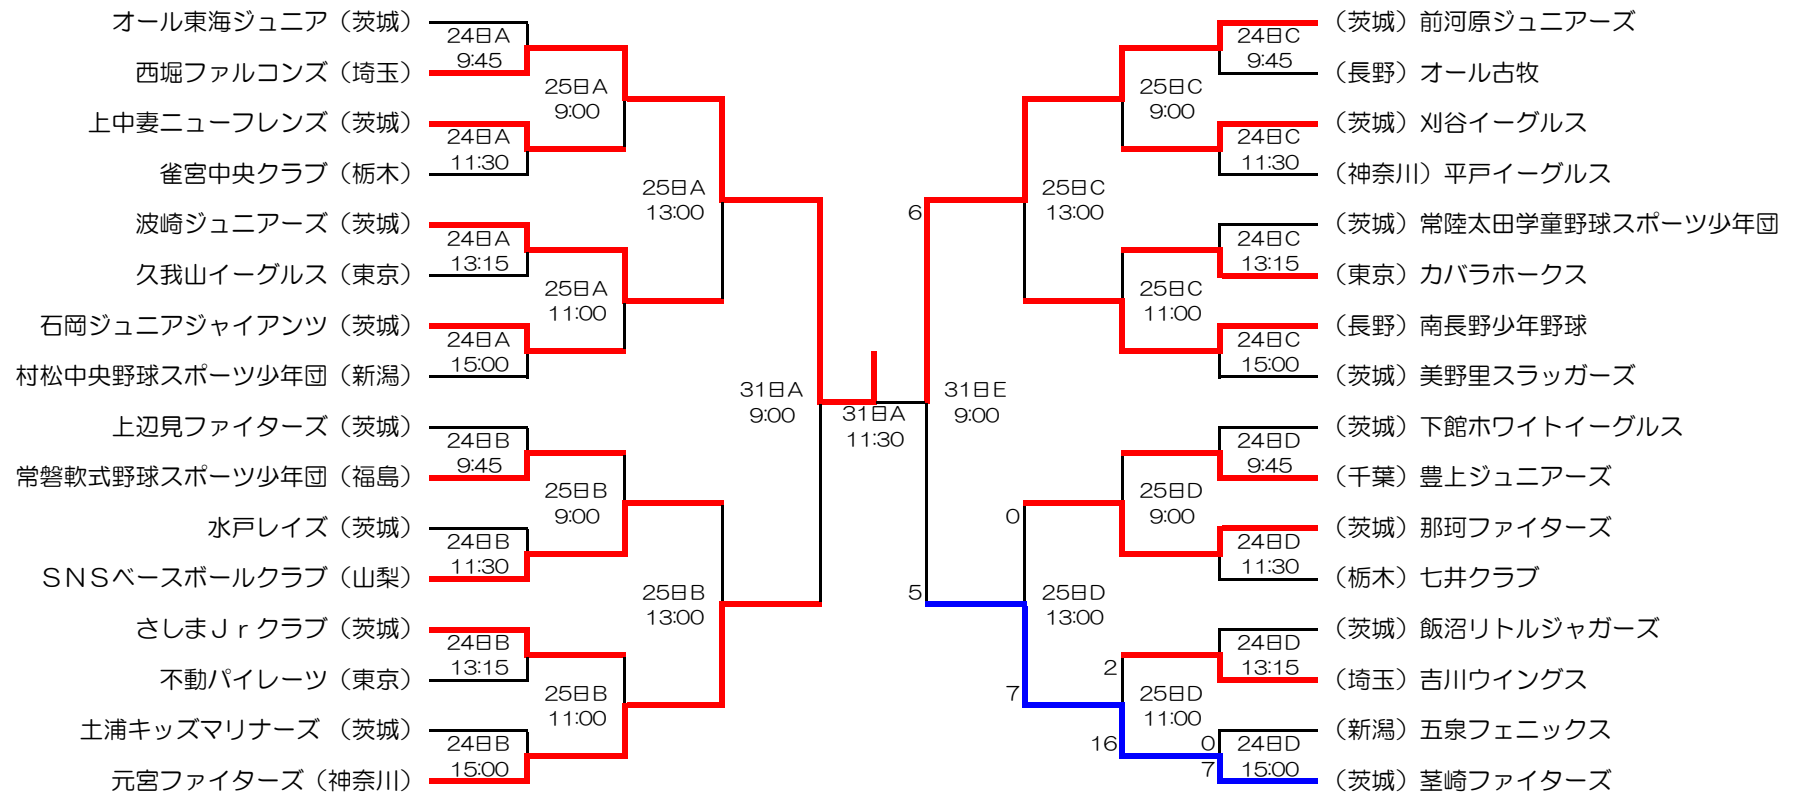 オール東海ジュニア（茨城）
24日A
9:45
西堀ファルコンズ（埼玉）
25日A
9:00
上中妻ニューフレンズ（茨城）
24日A
11:30
雀宮中央クラブ（栃木）
25日A
13:00
波崎ジュニアーズ（茨城）
24日A
13:15
久我山イーグルス（東京）
25日A
11:00
石岡ジュニアジャイアンツ（茨城）
24日A
15:00
村松中央野球スポーツ少年団（新潟）
31日A
9:00
上辺見ファイターズ（茨城）
24日B
9:45
常磐軟式野球スポーツ少年団（福島）
25日B
9:00
水戸レイズ（茨城）
24日B
11:30
ＳＮＳベースボールクラブ（山梨）
25日B
13:00
さしまＪｒクラブ（茨城）
24日B
13:15
不動パイレーツ（東京）
25日B
11:00
土浦キッズマリナーズ （茨城）
24日B
15:00
元宮ファイターズ（神奈川）
31日A
11:30
（茨城）前河原ジュニアーズ
24日C
9:45
（長野）オール古牧
25日C
9:00
（茨城）刈谷イーグルス
24日C
11:30
（神奈川）平戸イーグルス
25日C
13:00
6
（茨城）常陸太田学童野球スポーツ少年団
24日C
13:15
（東京）カバラホークス
25日C
11:00
（長野）南長野少年野球
24日C
15:00
（茨城）美野里スラッガーズ
31日E
9:00
（茨城）下館ホワイトイーグルス
24日D
9:45
（千葉）豊上ジュニアーズ
25日D
9:00
0
（茨城）那珂ファイターズ
24日D
11:30
（栃木）七井クラブ
5
25日D
13:00
（茨城）飯沼リトルジャガーズ
24日D
13:15
2
（埼玉）吉川ウイングス
7
25日D
11:00
（新潟）五泉フェニックス
16
0
24日D
7
15:00
（茨城）茎崎ファイターズ